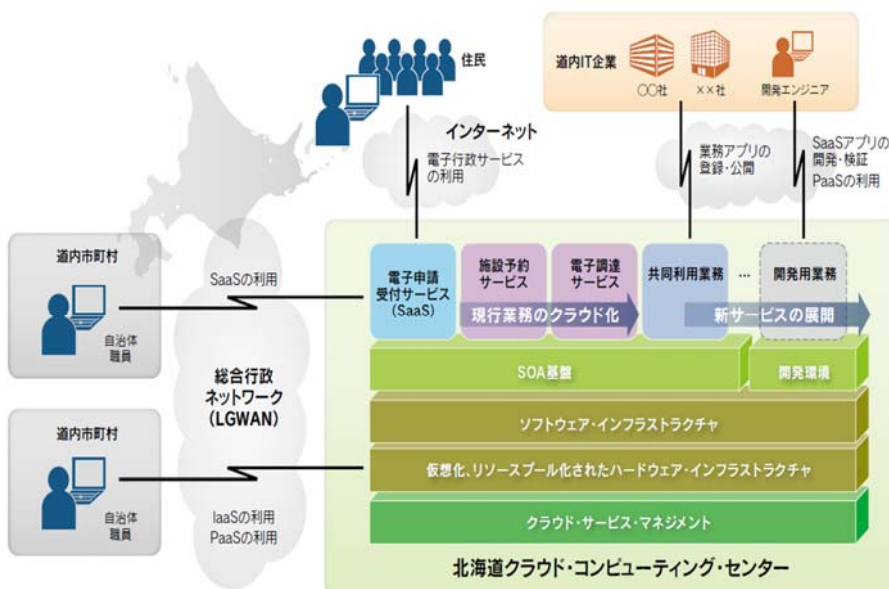 住民
道内IT企業
〇〇社
××社
開発エンジニア
インターネット
電子行政サービス
の利用
業務アプリの
登録・公開
SaaSアプリの
開発・検証
PaaSの利用
道内市町村
自治体
職員
SaaSの利用
総合行政
ネットワーク
(LGWAN)
道内市町村
自治体
職員
IaaSの利用
PaaSの利用
電子申請
受付サービス
(SaaS)
施設予約
サービス
電子調達
サービス
共同利用業務
…
開発用業務
現行業務のクラウド化
新サービスの展開
SOA基盤
開発環境
ソフトウェア・インフラストラクチャ
仮想化、リソースプール化されたハードウェア・インフラストラクチャ
クラウド・サービス・マネジメント
北海道クラウド・コンピューティング・センター